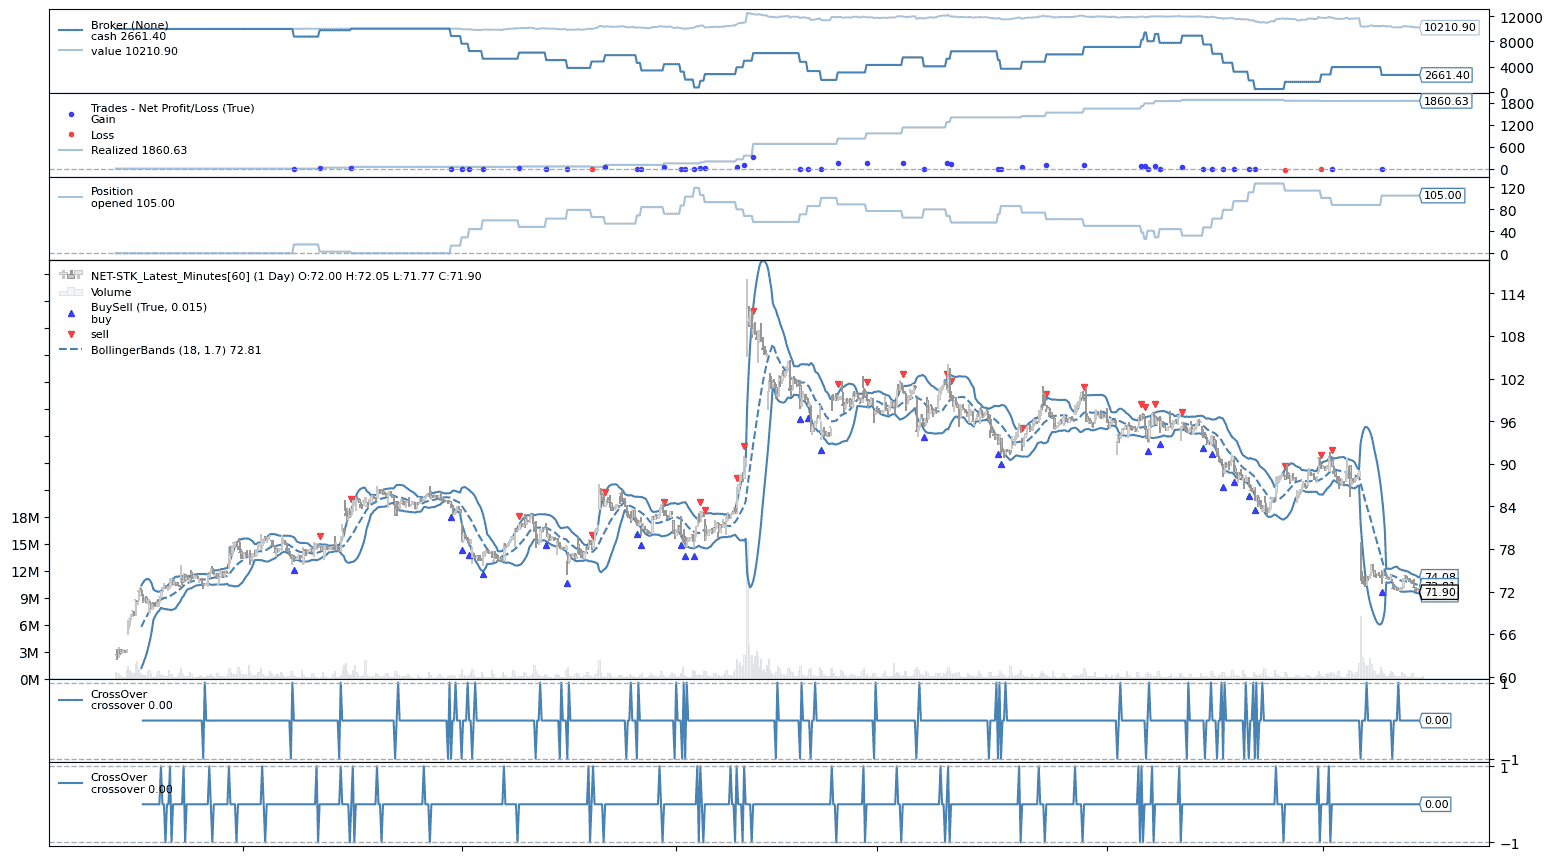 Broker (None)
cash 2661.40
value 10210.90
12000
10210.90
8000
4000
2661.40
0
Trades - Net Profit/Loss (True)
Gain
Loss
Realized 1860.63
1860.63
1800
1200
600
0
Position
opened 105.00
120
105.00
80
40
0
NET-STK_Latest_Minutes[60] (1 Day) O:72.00 H:72.05 L:71.77 C:71.90
Volume
BuySell (True, 0.015)
buy
sell
BollingerBands (18, 1.7) 72.81
114
108
102
96
90
84
78
72
66
60
18M
15M
12M
9M
6M
3M
0M
74.08
72.81
71.90
CrossOver
crossover 0.00
1
0.00
−1
CrossOver
crossover 0.00
1
0.00
−1